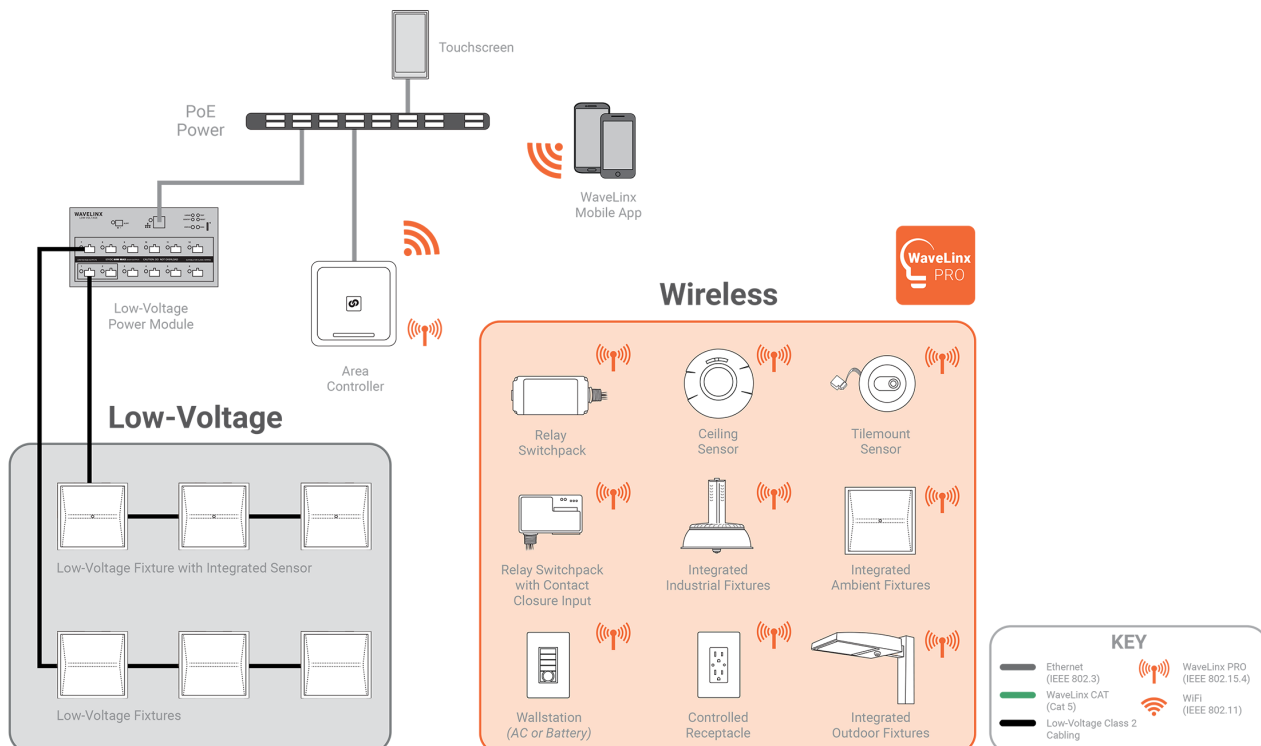 Touchscreen
PoE
Power
WaveLinx
Mobile App
WAVELINX
Low-Voltage
Power Module
Area
Controller
WaveLinx
PRO
Wireless
Low-Voltage
Relay
Switchpack
Ceiling
Sensor
Tilemount
Sensor
Low-Voltage Fixture with Integrated Sensor
Relay Switchpack
with Contact
Closure Input
Integrated
Industrial Fixtures
Integrated
Ambient Fixtures
Low-Voltage Fixtures
Wallstation
(AC or Battery)
Controlled
Receptacle
Integrated
Outdoor Fixtures
KEY
Ethernet
(IEEE 802.3)
WaveLinx PRO
(IEEE 802.15.4)
WaveLinx CAT
(Cat 5)
WiFi
(IEEE 802.11)
Low-Voltage Class 2
Cabling